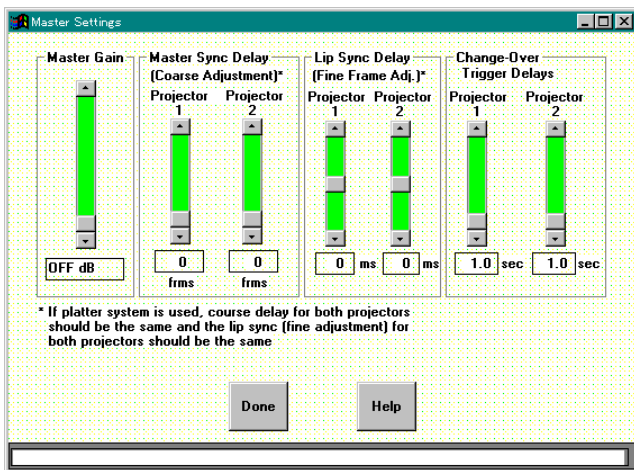 Master Settings
Master Gain
OFF dB
Master Sync Delay
(Coarse Adjustment)*
Projector 1
Projector 2
0
0
frms
frms
Lip Sync Delay
(Fine Frame Adj.)*
Projector 1
Projector 2
0 ms
0 ms
Change-Over
Trigger Delays
Projector 1
Projector 2
1.0 sec
1.0 sec
* If platter system is used, course delay for both projectors
should be the same and the lip sync (fine adjustment) for
both projectors should be the same
Done
Help